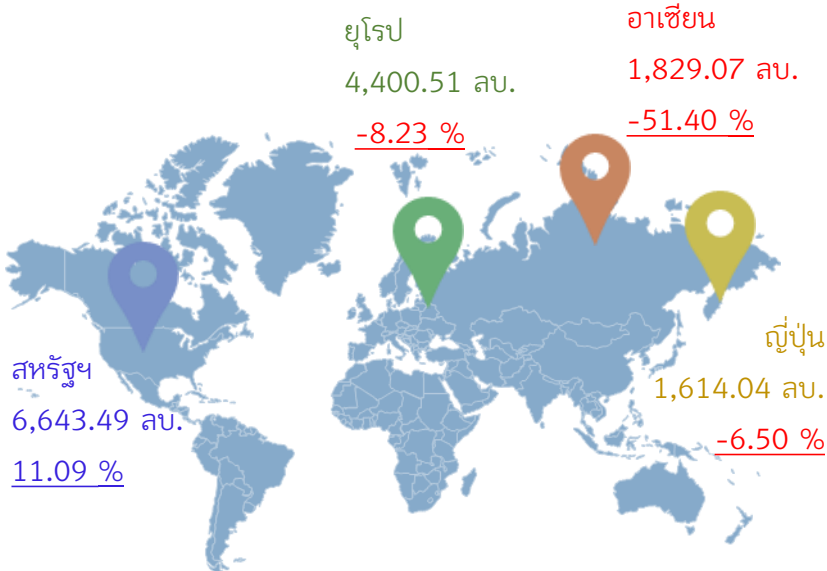 อาเซียน
1,829.07 ลบ.
-51.40 %
ยุโรป
4,400.51 ลบ.
-8.23 %
ญี่ปุ่น
1,614.04 ลบ.
-6.50 %
สหรัฐฯ
6,643.49 ลบ.
11.09 %